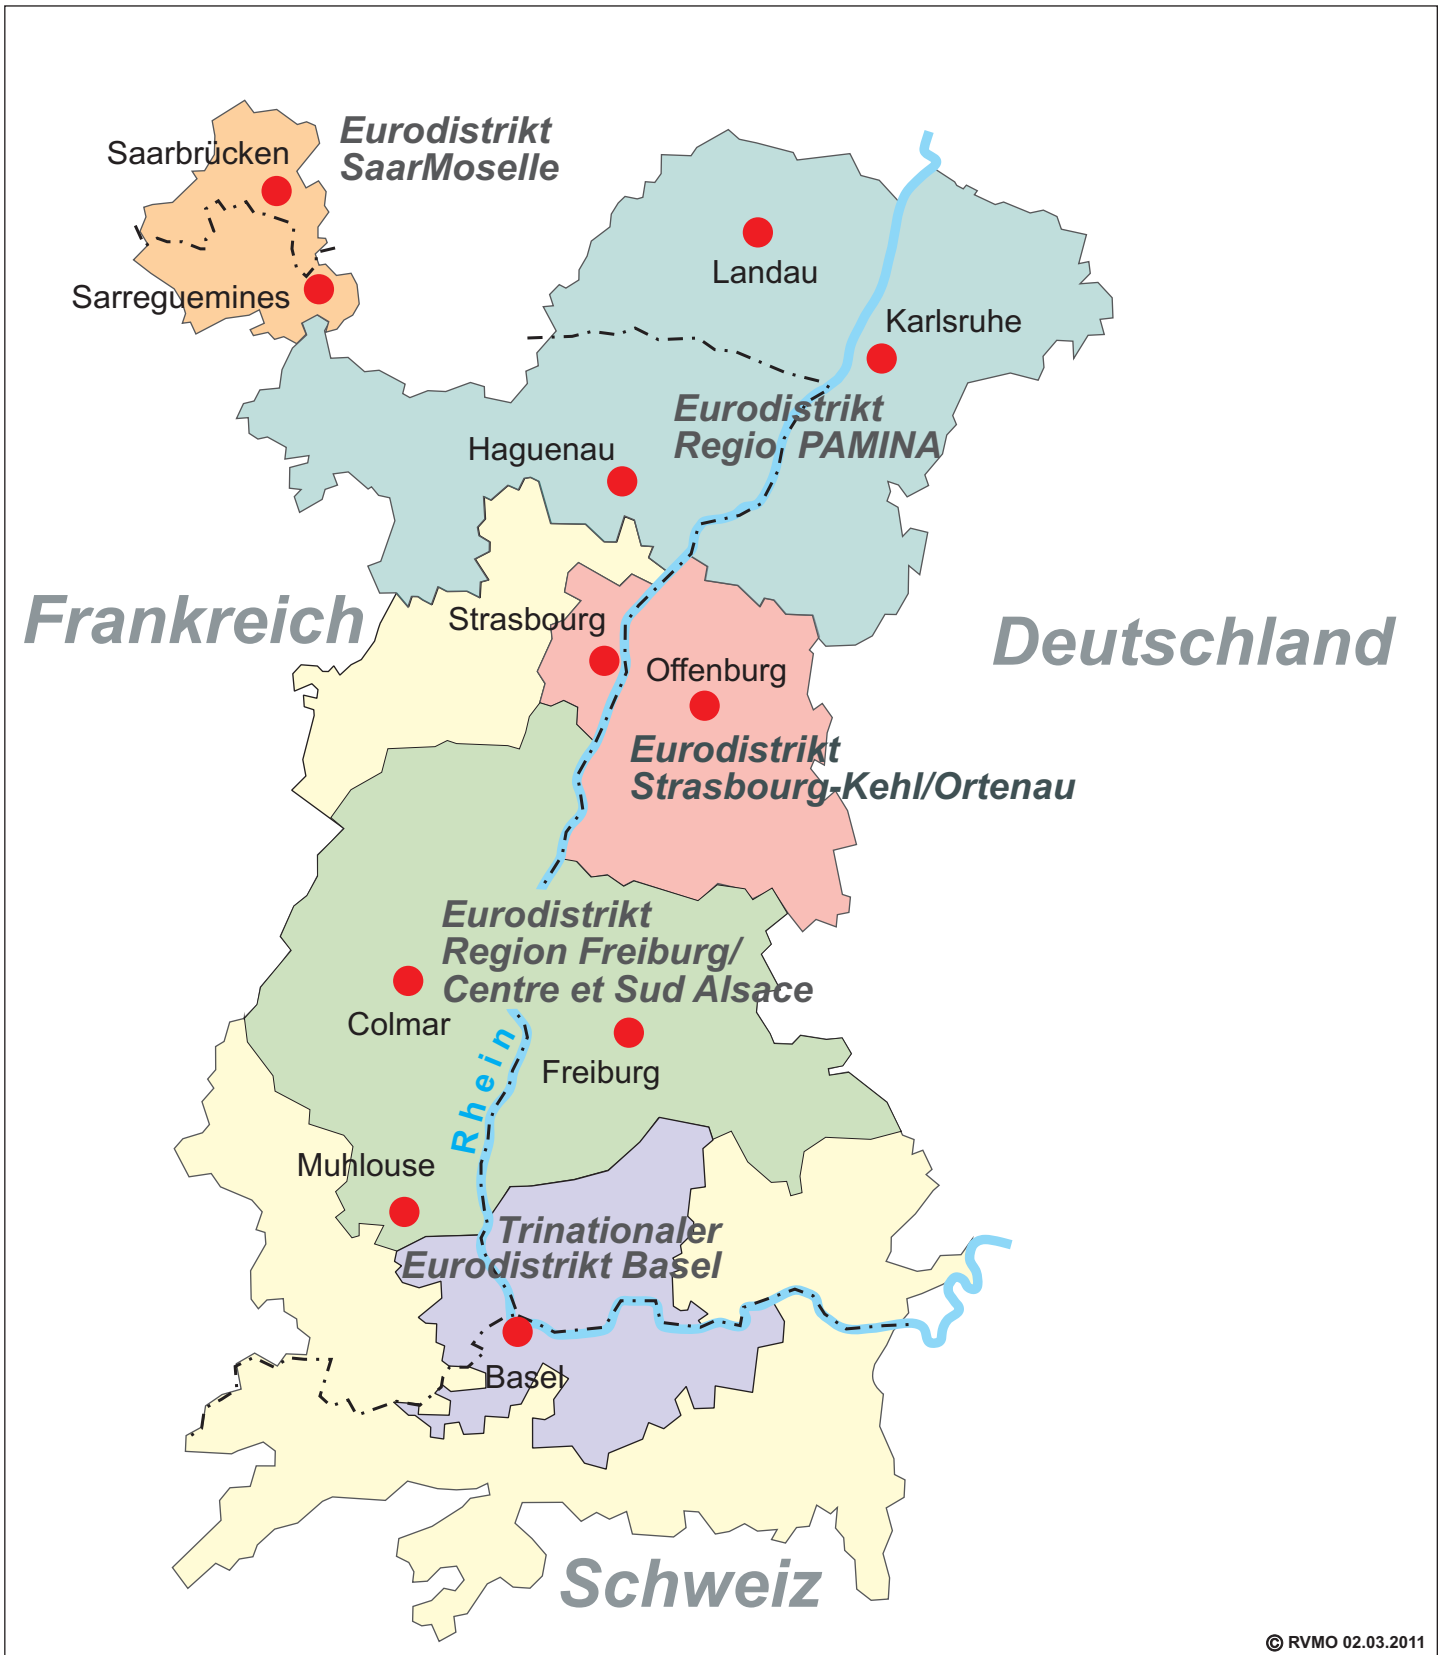 Eurodistrikt
SaarMoselle
Saarbrücken
Sarreguemines
Landau
Karlsruhe
Eurodistrikt
Regio PAMINA
Haguenau
Frankreich
Deutschland
Strasbourg
Offenburg
Eurodistrikt
Strasbourg-Kehl/Ortenau
Eurodistrikt
Region Freiburg/
Centre et Sud Alsace
Colmar
Freiburg
Rhein
Muhlouse
Trinationaler
Eurodistrikt Basel
Basel
Schweiz
© RVMO 02.03.2011